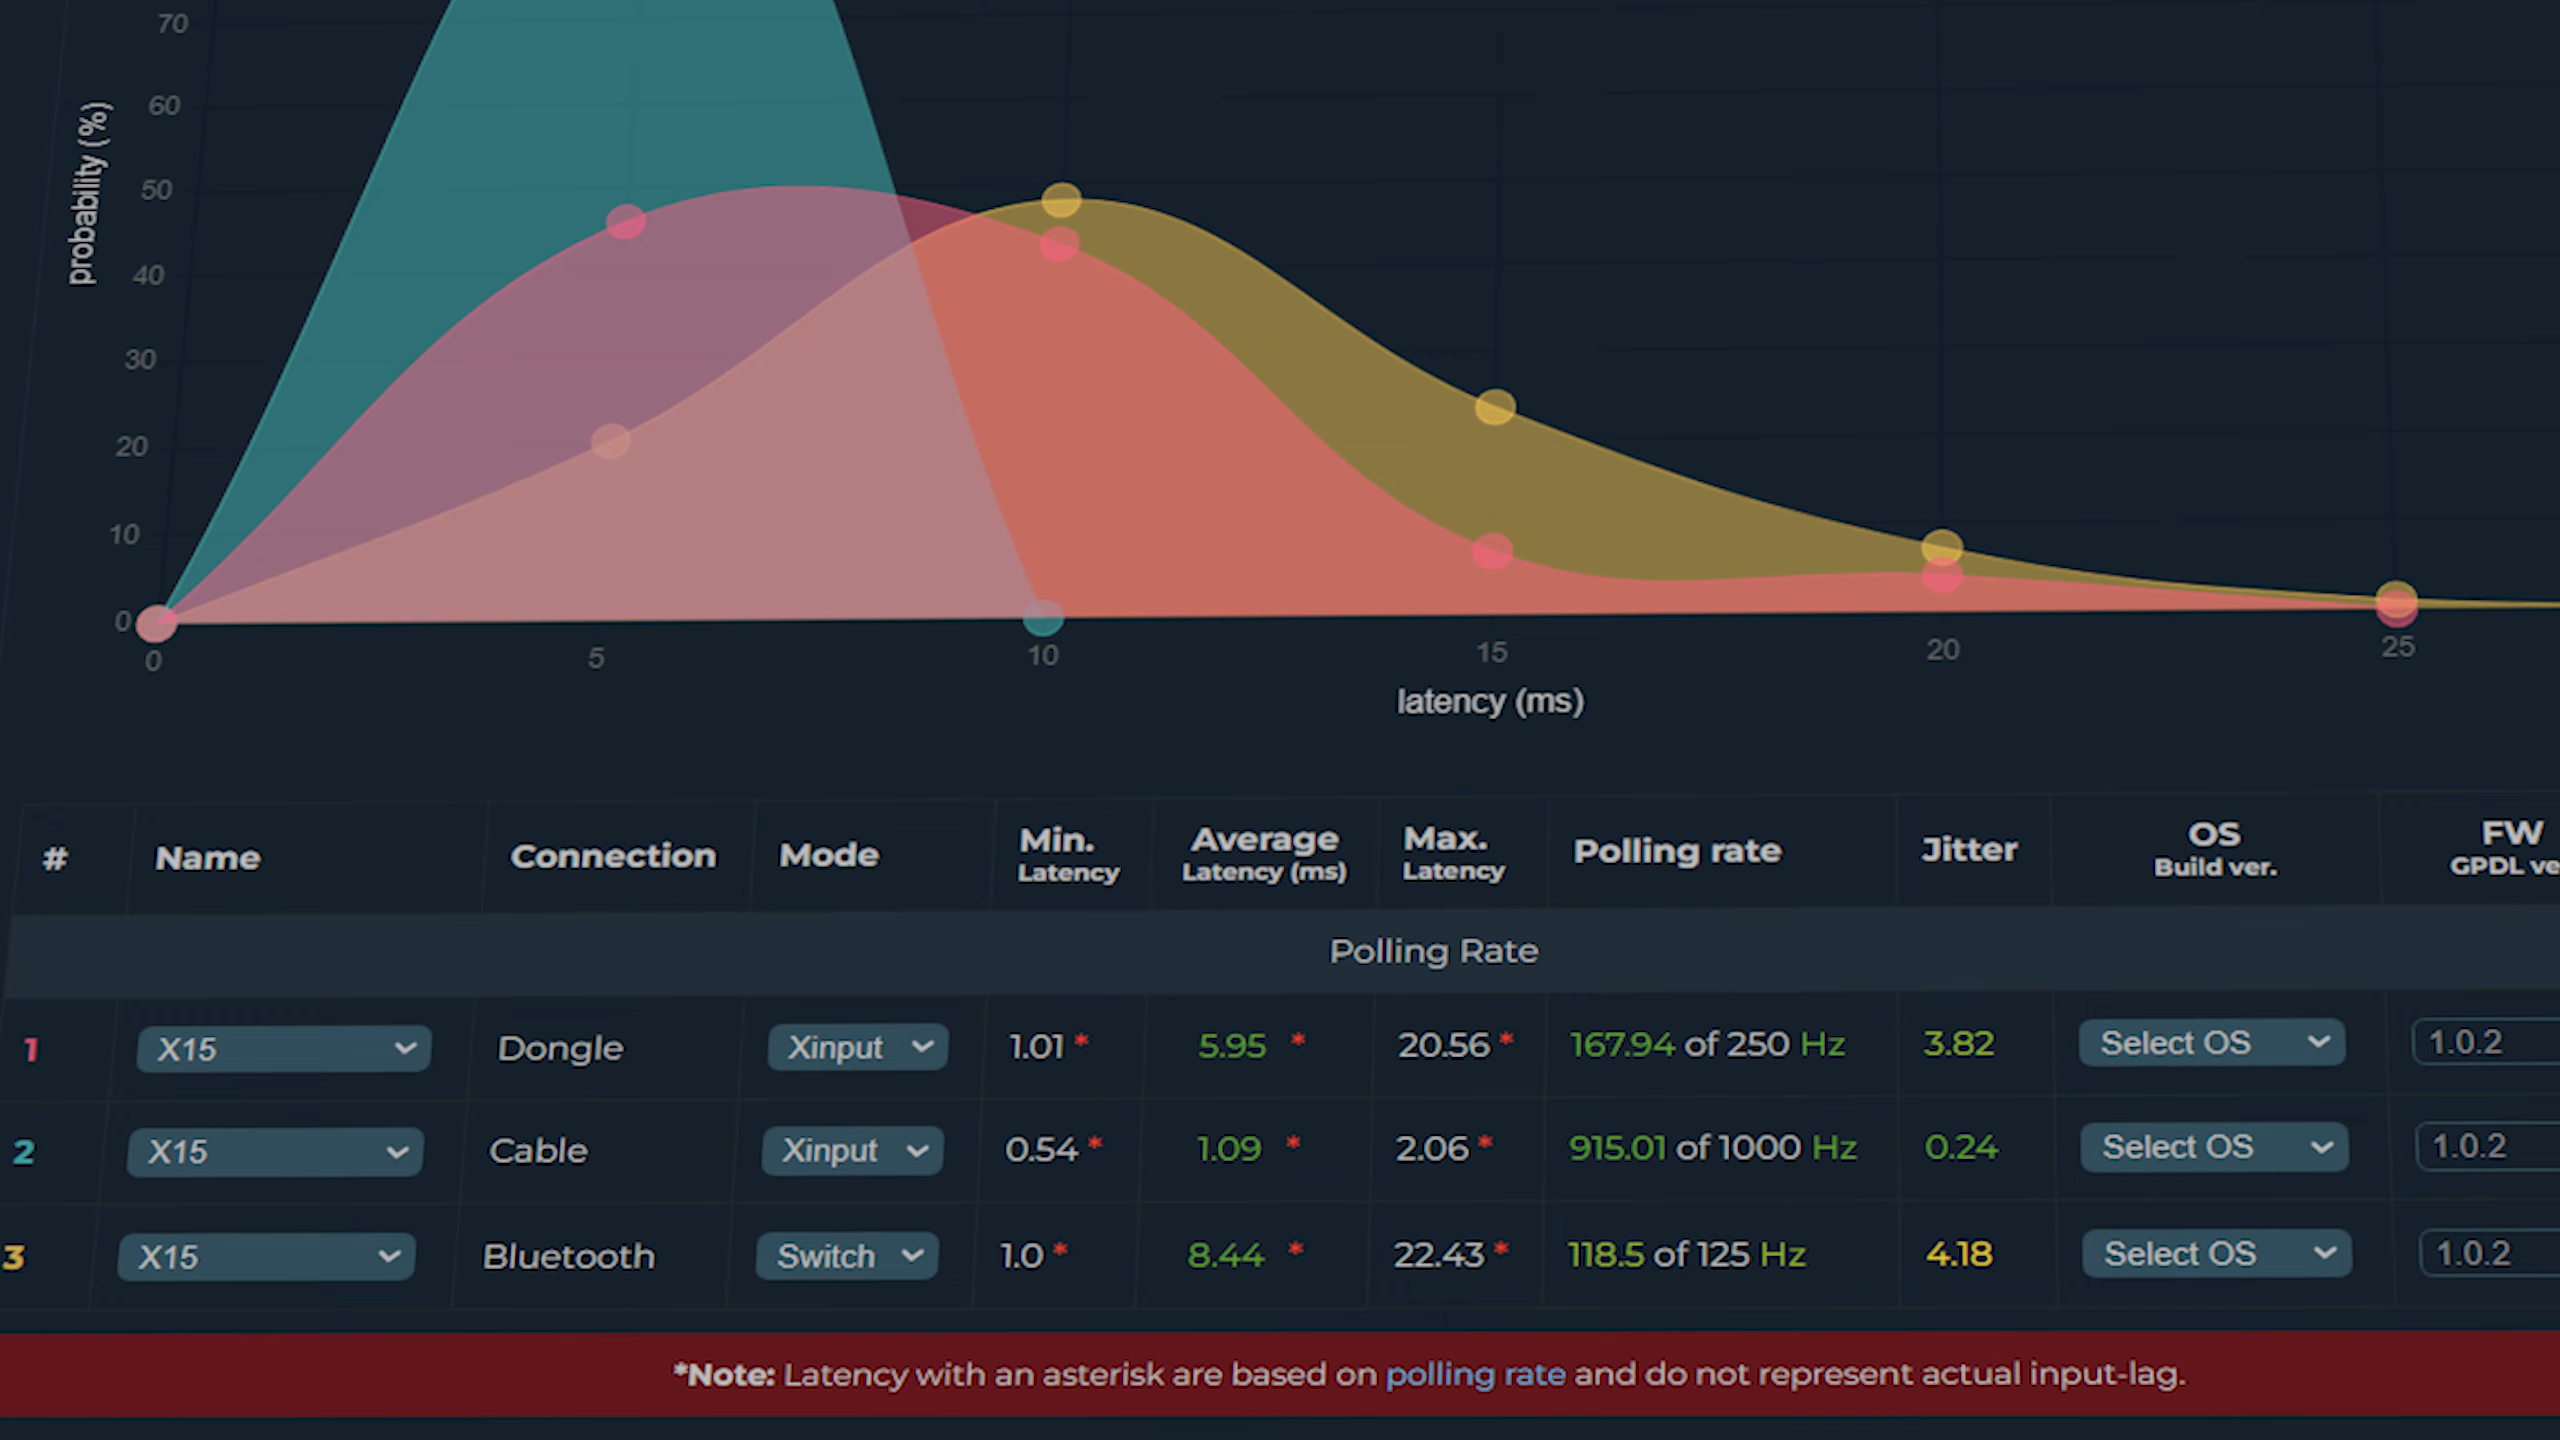 70
60
50
40
30
20
10
0
probability (%)
0 5 10 15 20 25
latency (ms)
# Name Connection Mode Min. Latency Average Latency (ms) Max. Latency Polling rate Jitter OS Build ver. FW GPDL ve
Polling Rate
1 X15 Dongle Xinput 1.01 * 5.95 * 20.56 * 167.94 of 250 Hz 3.82 Select OS 1.0.2
2 X15 Cable Xinput 0.54 * 1.09 * 2.06 * 915.01 of 1000 Hz 0.24 Select OS 1.0.2
3 X15 Bluetooth Switch 1.0 * 8.44 * 22.43 * 118.5 of 125 Hz 4.18 Select OS 1.0.2
*Note: Latency with an asterisk are based on polling rate and do not represent actual input-lag.